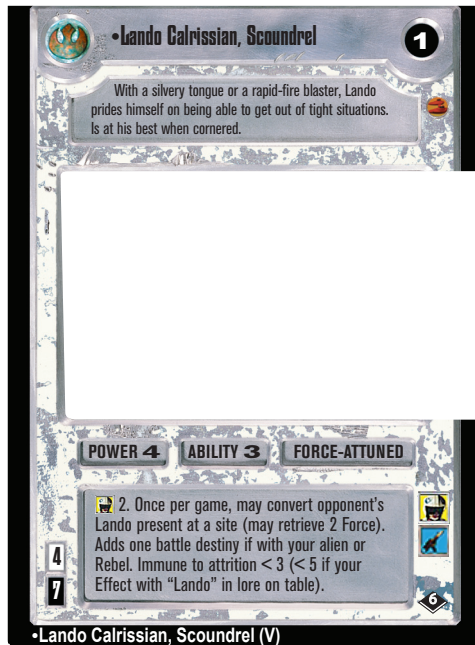 •Lando Calrissian, Scoundrel
1
With a silvery tongue or a rapid-fire blaster, Lando
prides himself on being able to get out of tight situations.
Is at his best when cornered.
POWER 4 ABILITY 3 FORCE-ATTUNED
2. Once per game, may convert opponent's
Lando present at a site (may retrieve 2 Force).
Adds one battle destiny if with your alien or
Rebel. Immune to attrition < 3 (< 5 if your
Effect with “Lando” in lore on table).
4
7
6
•Lando Calrissian, Scoundrel (V)